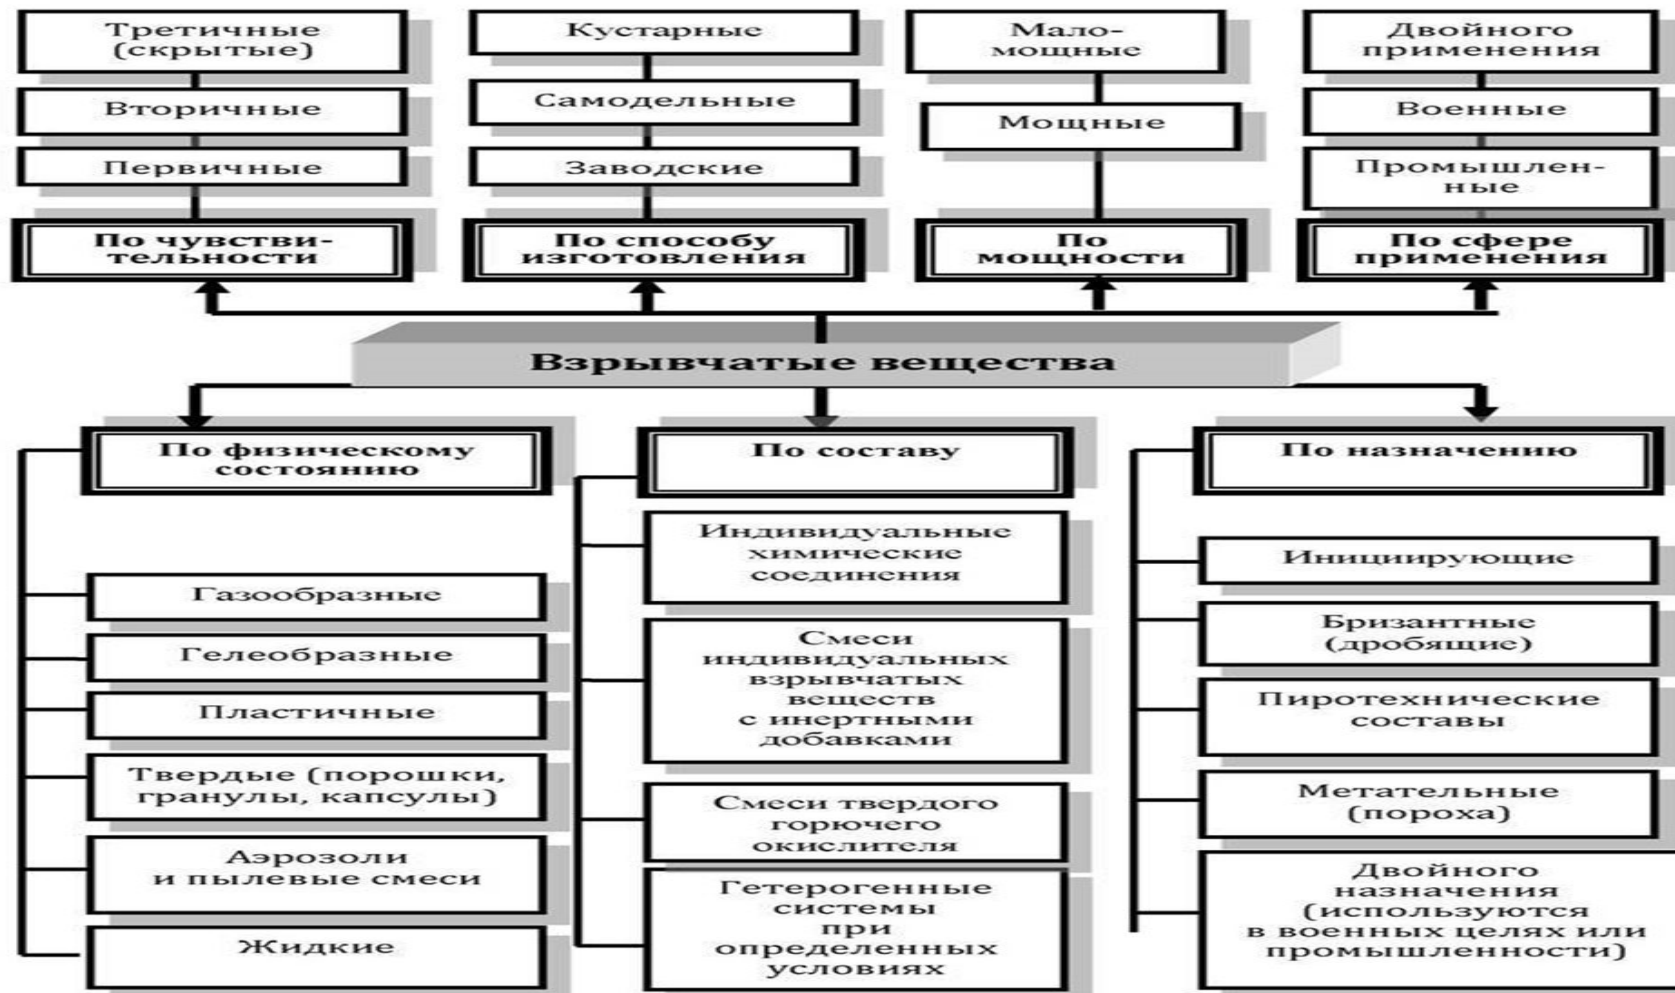 Третичные
(скрытые)
Вторичные
Первичные
По чувстви-
тельности
Кустарные
Самодельные
Заводские
По способу
изготовления
Мало-
мощные
Мощные
По
мощности
Двойного
применения
Военные
Промышлен-
ные
По сфере
применения
Взрывчатые вещества
По физическому
состоянию
Газообразные
Гелеобразные
Пластичные
Твердые (порошки,
гранулы, капсулы)
Аэрозоли
и пылевые смеси
Жидкие
По составу
Индивидуальные
химические
соединения
Смеси
индивидуальных
взрывчатых
веществ
с инертными
добавками
Смеси твердого
горючего
окислителя
Гетерогенные
системы
при
определенных
условиях
По назначению
Инициирующие
Бризантные
(дробящие)
Пиротехнические
составы
Метательные
(пороха)
Двойного
назначения
(используются
в военных целях или
промышленности)